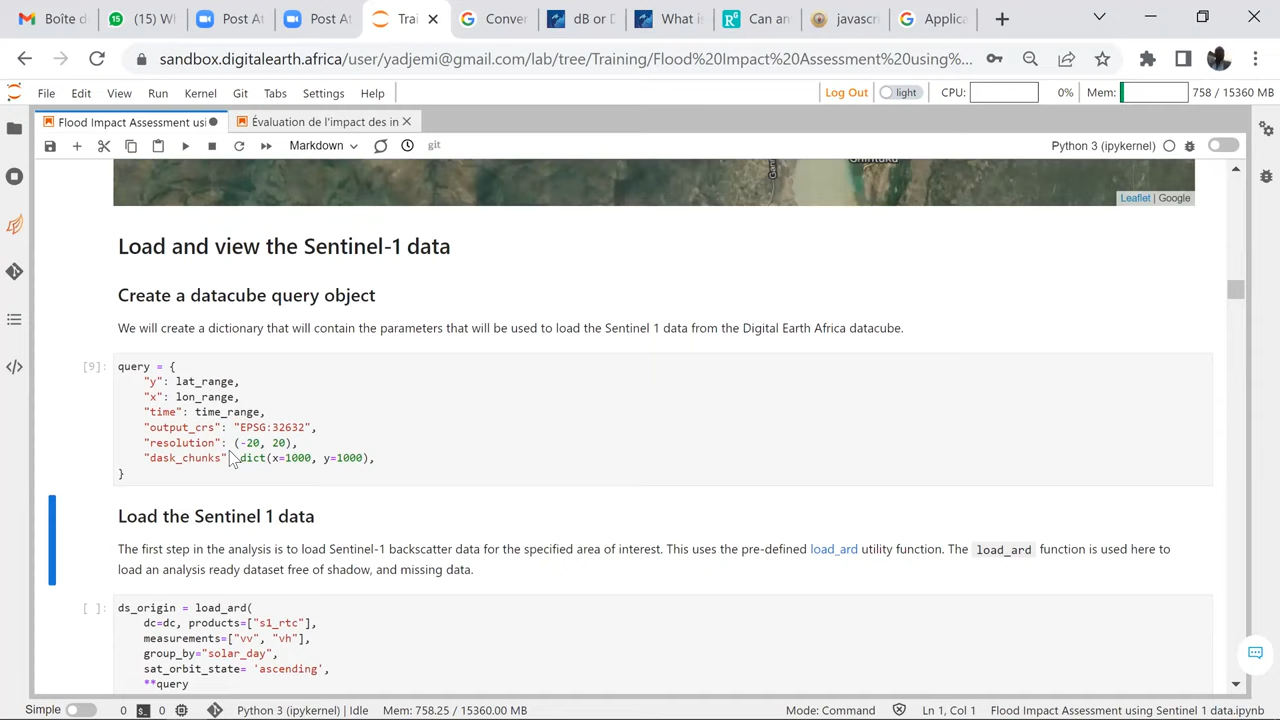 Boîte d
(15) Wh
Post At
Post At
Trai
Conver
dB or D
What is
Can an
javascri
Applica
sandbox.digitalearth.africa/user/yadjemi@gmail.com/lab/tree/Training/Flood%20Impact%20Assessment%20using%...
File Edit View Run Kernel Git Tabs Settings Help
Log Out light CPU: 0% Mem: 758 / 15360 MB
Flood Impact Assessment usi
Évaluation de l'impact des in
Markdown
git
Python 3 (ipykernel)
Leaflet | Google
Load and view the Sentinel-1 data
Create a datacube query object
We will create a dictionary that will contain the parameters that will be used to load the Sentinel 1 data from the Digital Earth Africa datacube.
[9]: query = {
"y": lat_range,
"x": lon_range,
"time": time_range,
"output_crs": "EPSG:32632",
"resolution": (-20, 20),
"dask_chunks": dict(x=1000, y=1000),
}
Load the Sentinel 1 data
The first step in the analysis is to load Sentinel-1 backscatter data for the specified area of interest. This uses the pre-defined load_ard utility function. The load_ard function is used here to
load an analysis ready dataset free of shadow, and missing data.
[ ]: ds_origin = load_ard(
dc=dc, products=["s1_rtc"],
measurements=["vv", "vh"],
group_by="solar_day",
sat_orbit_state= 'ascending',
**query
Simple 0 0 Python 3 (ipykernel) | Idle Mem: 758.25 / 15360.00 MB Mode: Command Ln 1, Col 1 Flood Impact Assessment using Sentinel 1 data.ipynb